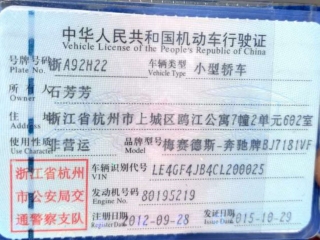 中华人民共和国机动车行驶证
Vehicle License of the People's Republic of China
号牌号码 浙A92H22 车辆类型 小型轿车
Plate No. Vehicle Type
所有人 石芳芳
Owner
住址 浙江省杭州市上城区鸥江公寓7幢2单元602室
Address
使用性质 非营运 品牌型号 梅赛德斯-奔驰牌BJ7181VF
Use Character Model
浙江省杭州市公安局交通警察支队
车辆识别代号 LE4GF4JB4CL200025
VIN
发动机号码 80195219
Engine No.
注册日期 2012-09-28 发证日期 2015-10-29
Register Date Issue Date